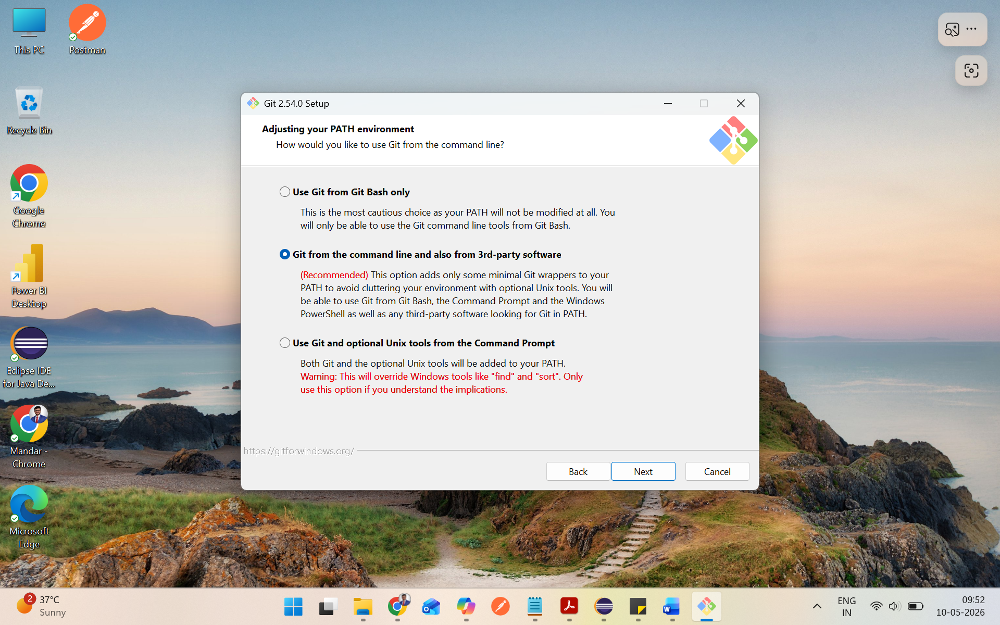 This PC
Postman
Recycle Bin
Google
Chrome
Power BI
Desktop
Eclipse IDE
for Java De...
Mandar -
Chrome
Microsoft
Edge
Git 2.54.0 Setup
Adjusting your PATH environment
How would you like to use Git from the command line?
Use Git from Git Bash only
This is the most cautious choice as your PATH will not be modified at all. You
will only be able to use the Git command line tools from Git Bash.
Git from the command line and also from 3rd-party software
(Recommended) This option adds only some minimal Git wrappers to your
PATH to avoid cluttering your environment with optional Unix tools. You will
be able to use Git from Git Bash, the Command Prompt and the Windows
PowerShell as well as any third-party software looking for Git in PATH.
Use Git and optional Unix tools from the Command Prompt
Both Git and the optional Unix tools will be added to your PATH.
Warning: This will override Windows tools like "find" and "sort". Only
use this option if you understand the implications.
https://gitforwindows.org/
Back
Next
Cancel
2
37°C
Sunny
ENG
IN
09:52
10-05-2026